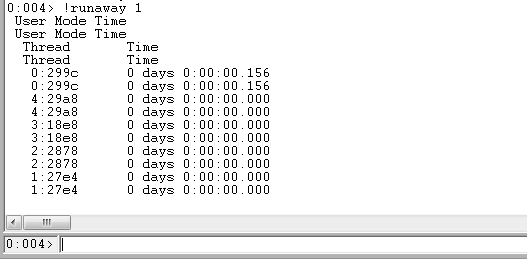 0:004> !runaway 1
User Mode Time
User Mode Time
Thread Time
Thread Time
0:299c 0 days 0:00:00.156
0:299c 0 days 0:00:00.156
4:29a8 0 days 0:00:00.000
4:29a8 0 days 0:00:00.000
3:18e8 0 days 0:00:00.000
3:18e8 0 days 0:00:00.000
2:2878 0 days 0:00:00.000
2:2878 0 days 0:00:00.000
1:27e4 0 days 0:00:00.000
1:27e4 0 days 0:00:00.000
0:004>